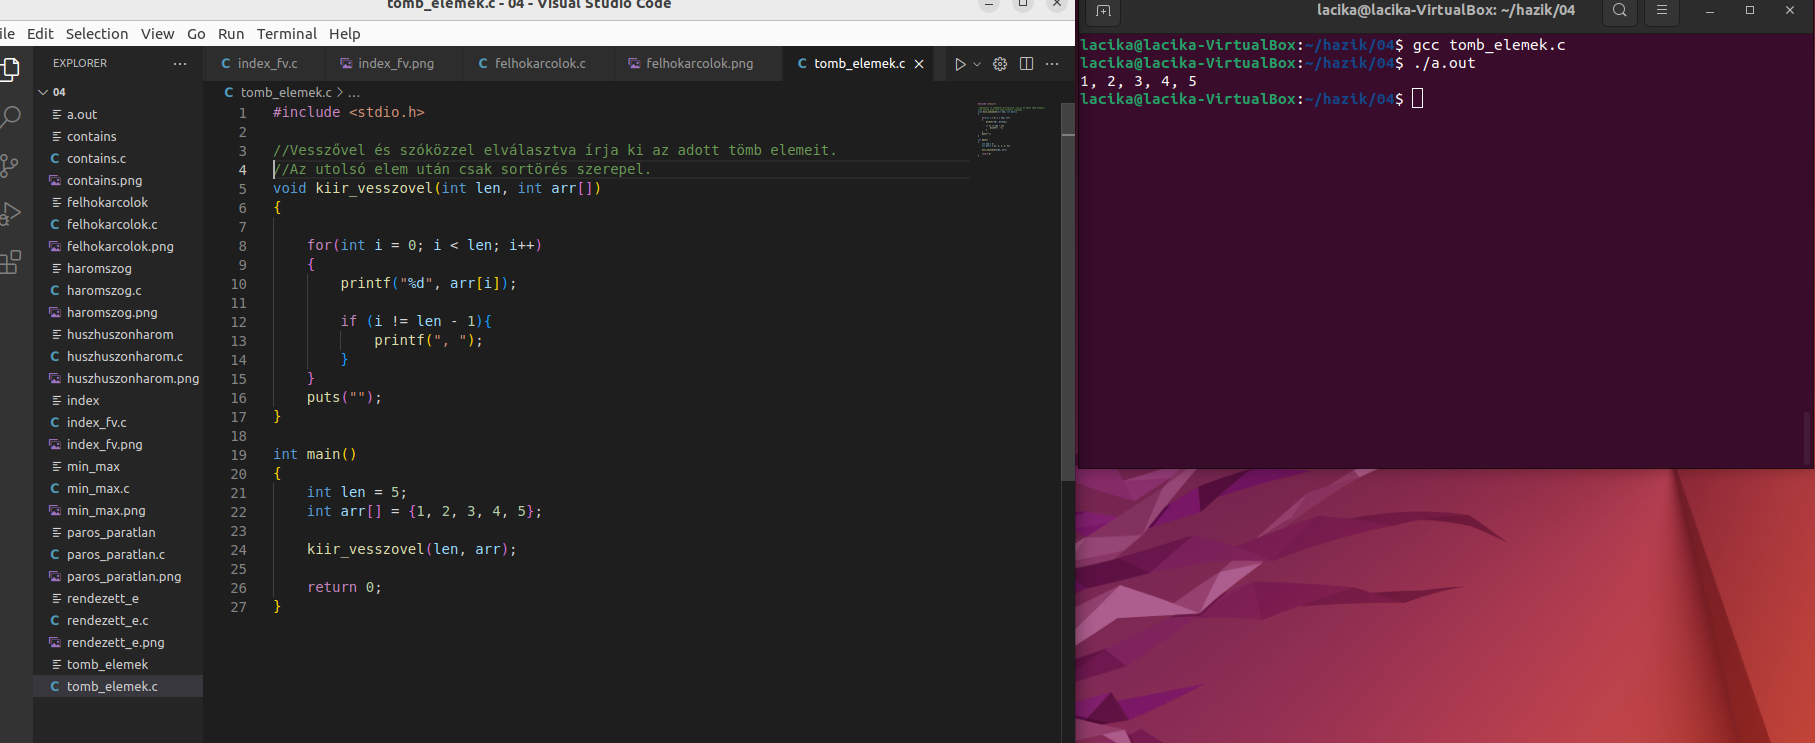 tomb_elemek.c - 04 - Visual Studio Code
ile Edit Selection View Go Run Terminal Help
EXPLORER
04
a.out
contains
contains.c
contains.png
felhokarcolok
felhokarcolok.c
felhokarcolok.png
haromszog
haromszog.c
haromszog.png
huszhuszonharom
huszhuszonharom.c
huszhuszonharom.png
index
index_fv.c
index_fv.png
min_max
min_max.c
min_max.png
paros_paratlan
paros_paratlan.c
paros_paratlan.png
rendezett_e
rendezett_e.c
rendezett_e.png
tomb_elemek
tomb_elemek.c
index_fv.c index_fv.png felhokarcolok.c felhokarcolok.png tomb_elemek.c
tomb_elemek.c > ...
1 #include <stdio.h>
2
3 //Vesszővel és szóközzel elválasztva írja ki az adott tömb elemeit.
4 //Az utolsó elem után csak sortörés szerepel.
5 void kiir_vesszovel(int len, int arr[])
6 {
7
8 for(int i = 0; i < len; i++)
9 {
10 printf("%d", arr[i]);
11
12 if (i != len - 1){
13 printf(", ");
14 }
15 }
16 puts("");
17 }
18
19 int main()
20 {
21 int len = 5;
22 int arr[] = {1, 2, 3, 4, 5};
23
24 kiir_vesszovel(len, arr);
25
26 return 0;
27 }
lacika@lacika-VirtualBox: ~/hazik/04
lacika@lacika-VirtualBox:~/hazik/04$ gcc tomb_elemek.c
lacika@lacika-VirtualBox:~/hazik/04$ ./a.out
1, 2, 3, 4, 5
lacika@lacika-VirtualBox:~/hazik/04$